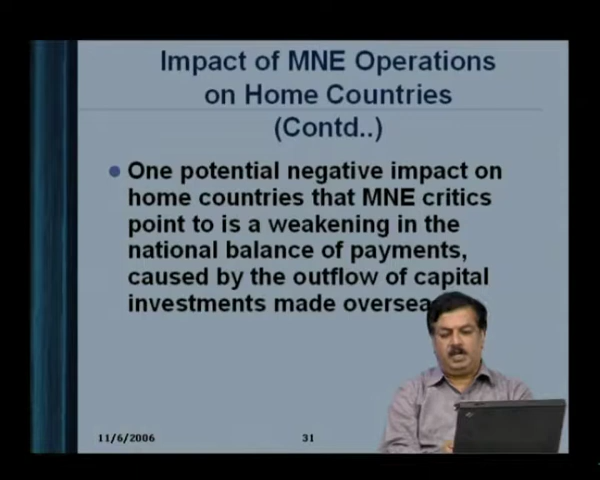 Impact of MNE Operations
on Home Countries
(Contd..)
One potential negative impact on
home countries that MNE critics
point to is a weakening in the
national balance of payments,
caused by the outflow of capital
investments made oversea
11/6/2006
31